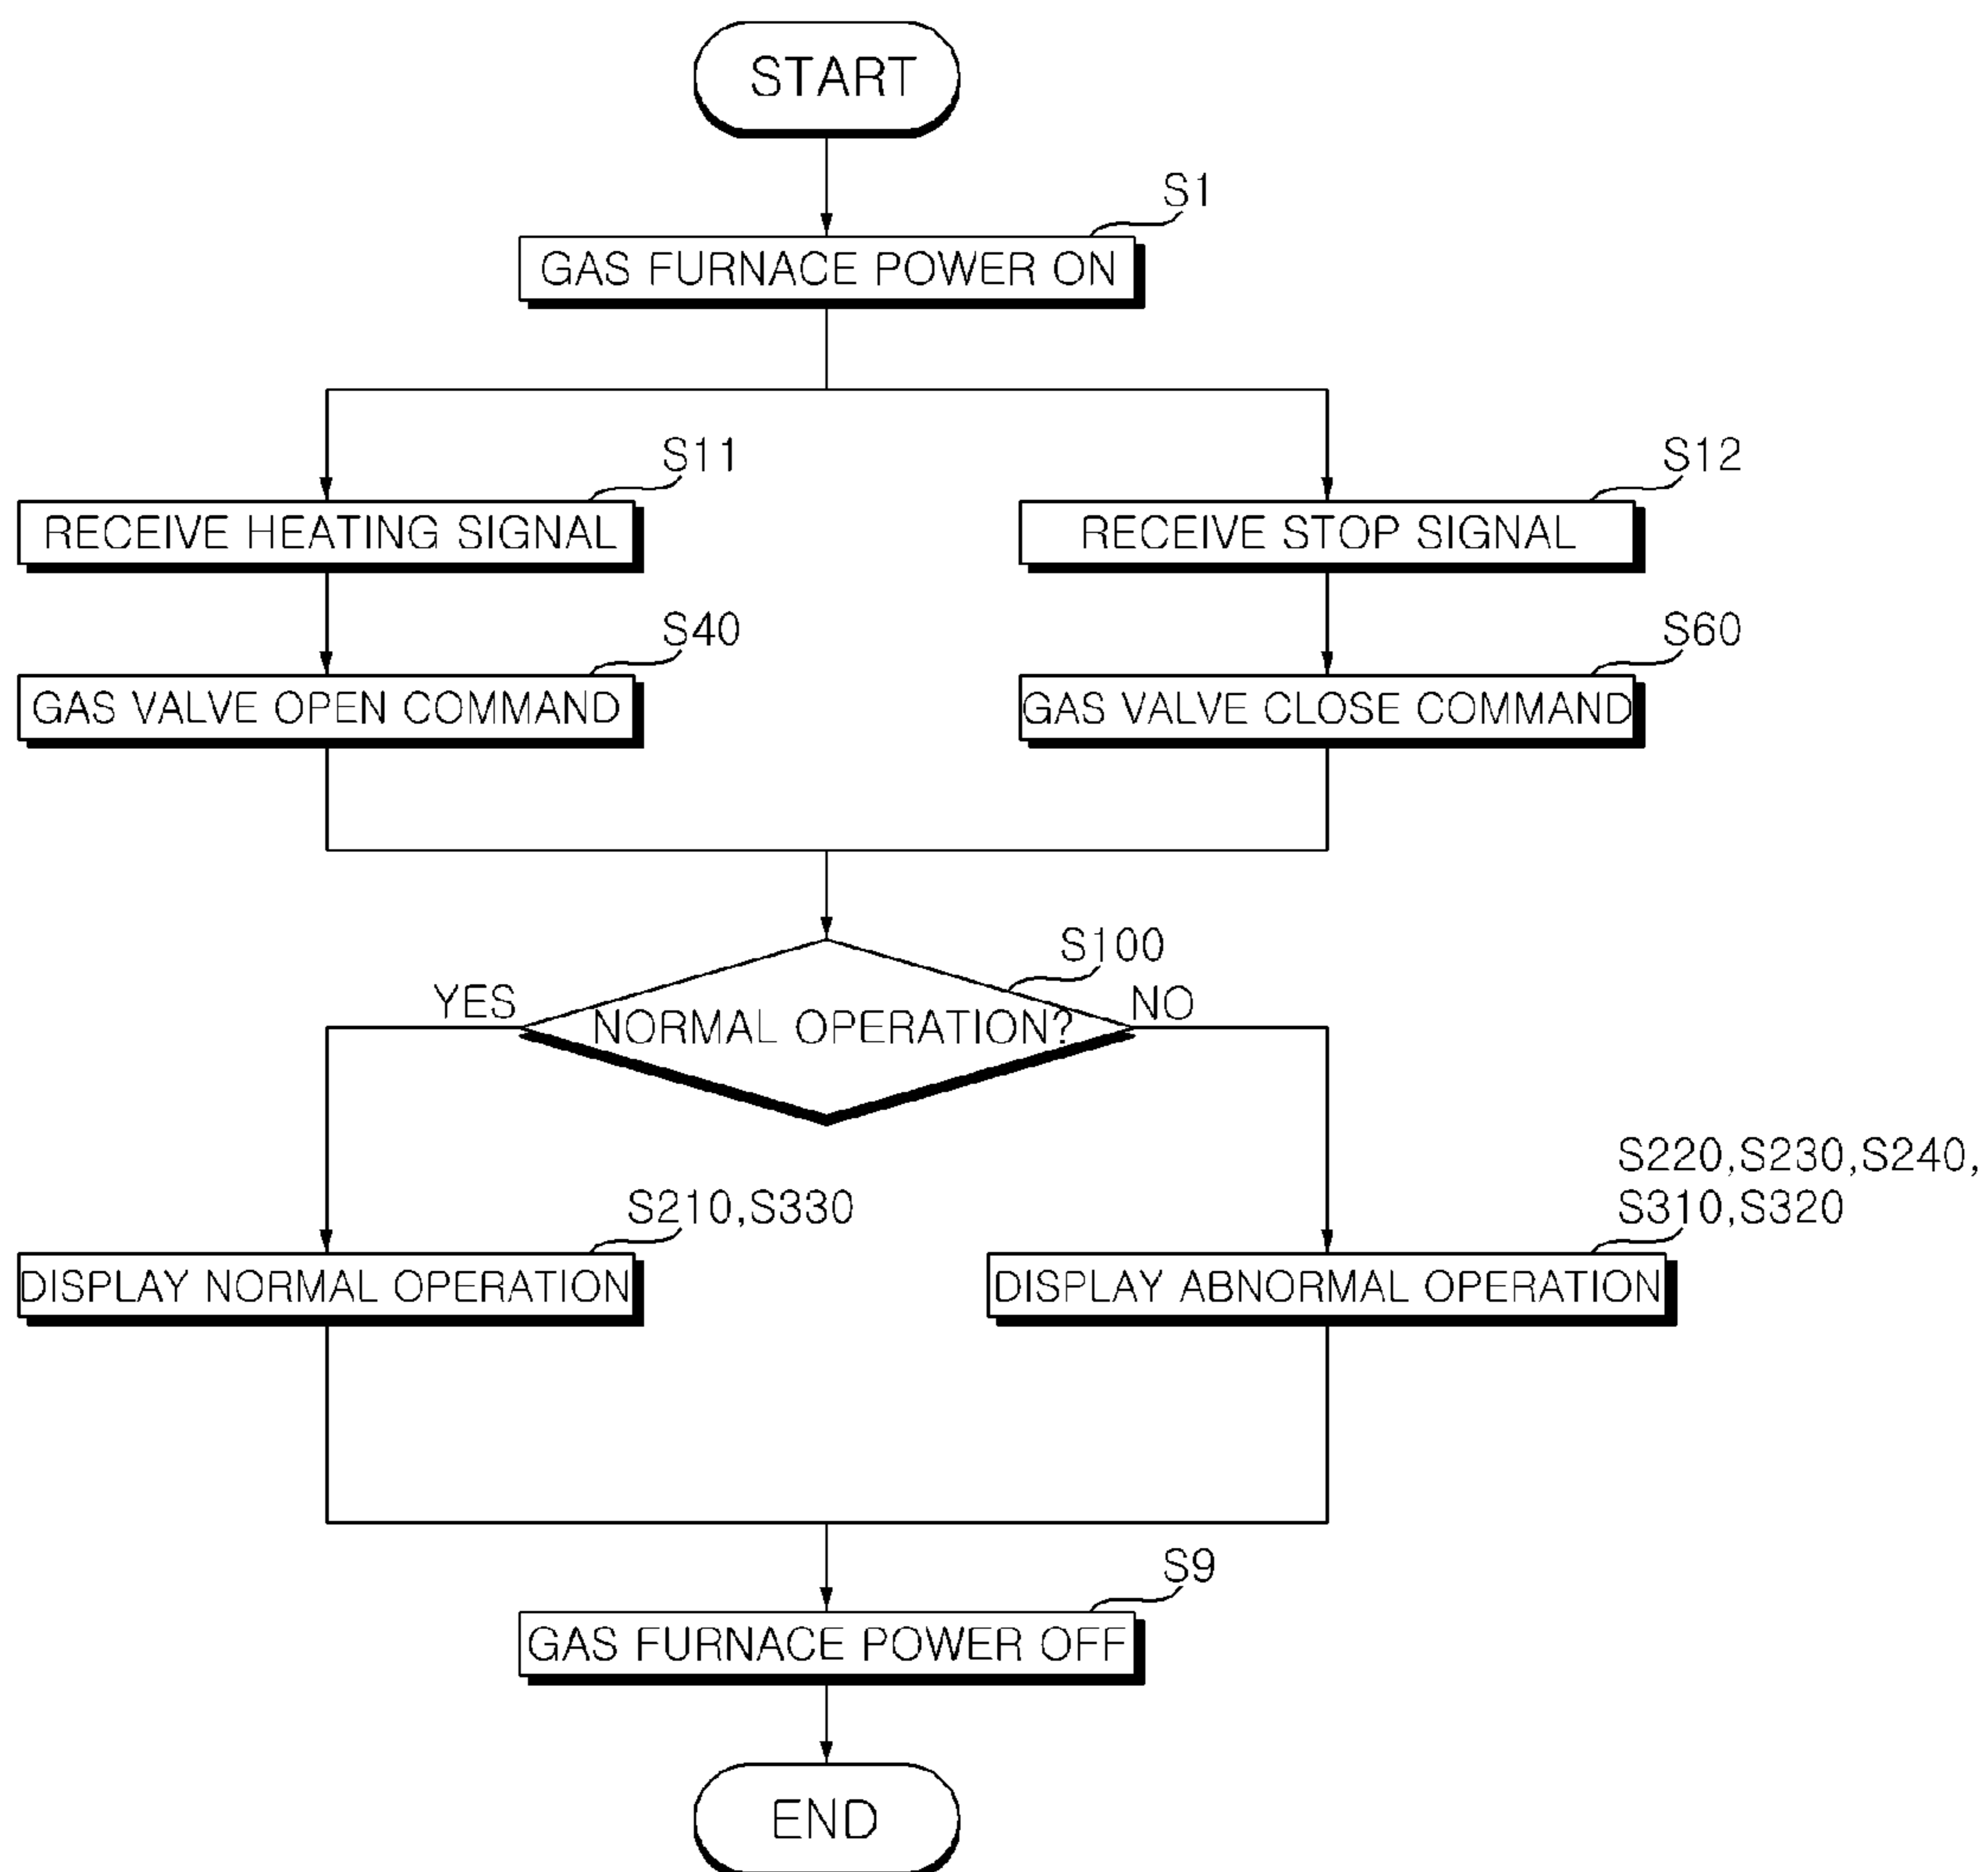 START
S1
GAS FURNACE POWER ON
S11
S12
RECEIVE HEATING SIGNAL
RECEIVE STOP SIGNAL
S40
S60
GAS VALVE OPEN COMMAND
GAS VALVE CLOSE COMMAND
S100
YES
NO
NORMAL OPERATION?
S220,S230,S240,
S310,S320
S210,S330
DISPLAY NORMAL OPERATION
DISPLAY ABNORMAL OPERATION
S9
GAS FURNACE POWER OFF
END